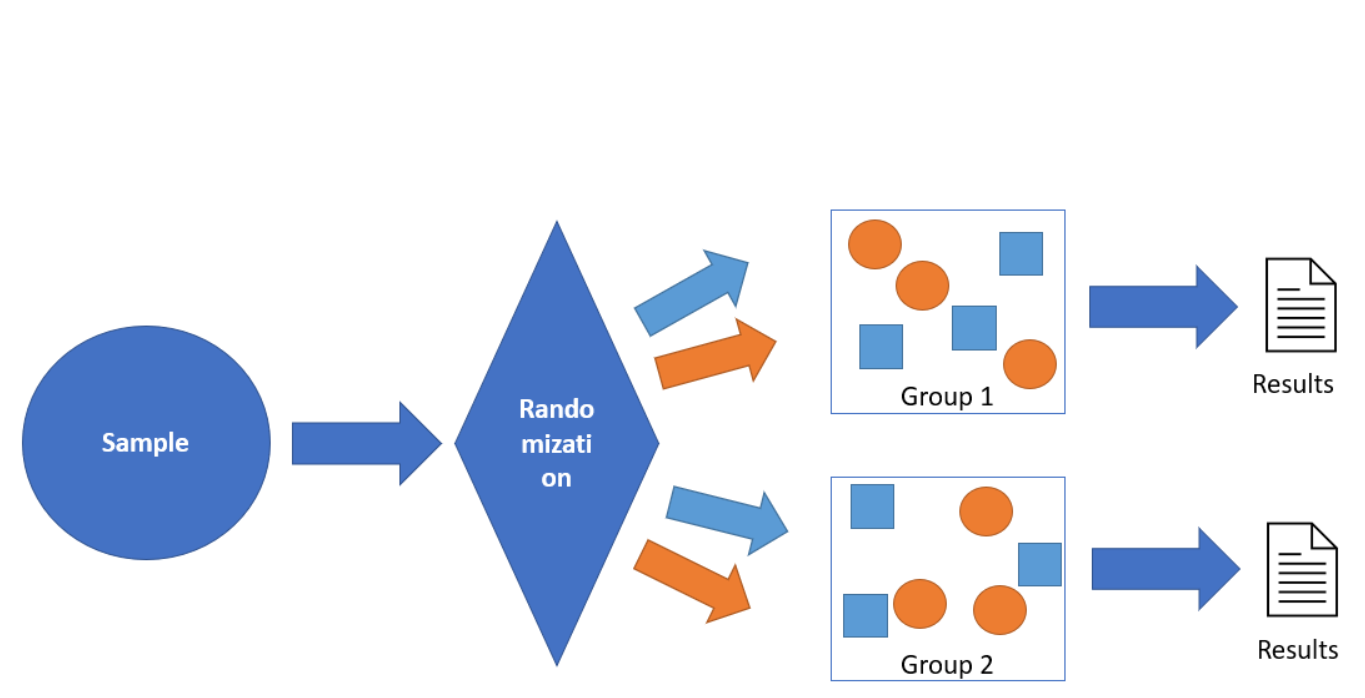 Sample
Rando
mizati
on
Group 1
Results
Group 2
Results